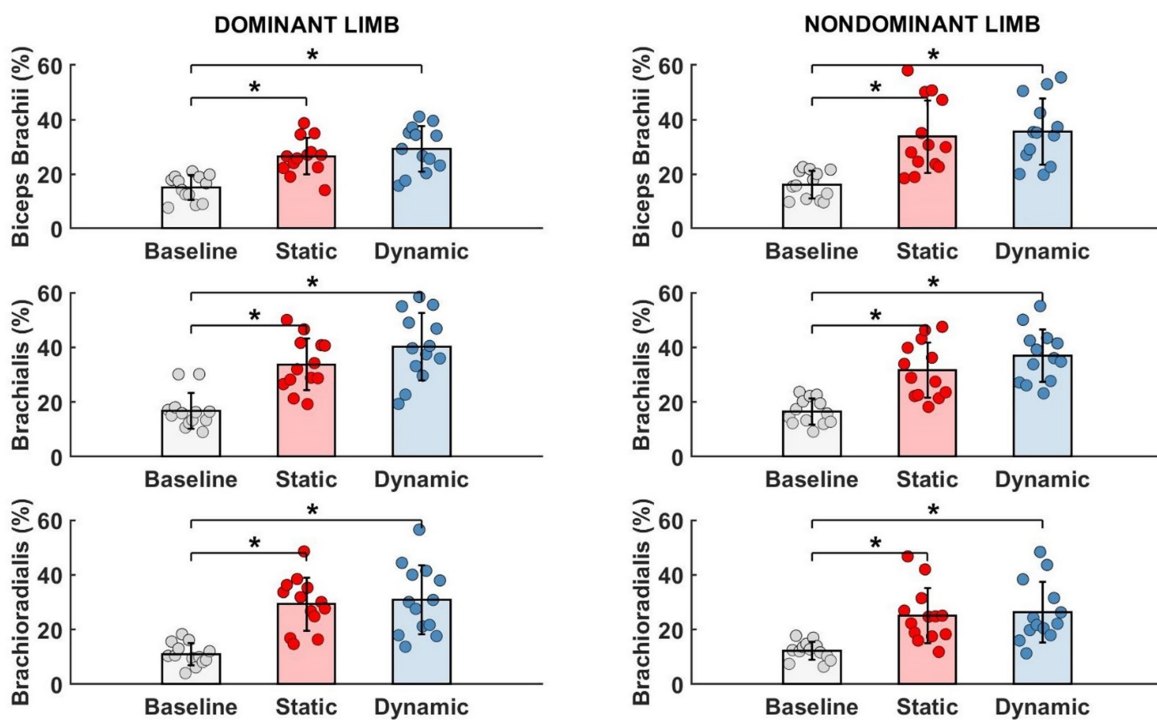 DOMINANT LIMB
NONDOMINANT LIMB
Biceps Brachii (%)
60
40
20
0
*
*
Baseline Static Dynamic
Biceps Brachii (%)
60
40
20
0
*
*
Baseline Static Dynamic
Brachialis (%)
60
40
20
0
*
*
Baseline Static Dynamic
Brachialis (%)
60
40
20
0
*
*
Baseline Static Dynamic
Brachioradialis (%)
60
40
20
0
*
*
Baseline Static Dynamic
Brachioradialis (%)
60
40
20
0
*
*
Baseline Static Dynamic